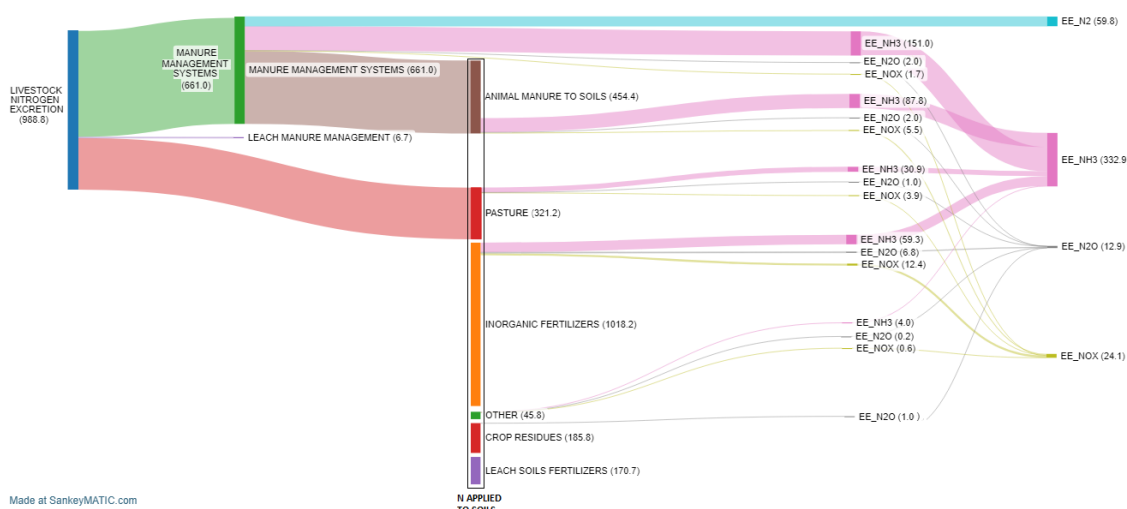 EE_N2 (59.8)
MANURE
MANAGEMENT
SYSTEMS
(661.0)
EE_NH3 (151.0)
EE_N2O (2.0)
EE_NOX (1.7)
MANURE MANAGEMENT SYSTEMS (661.0)
LIVESTOCK
NITROGEN
EXCRETION
(988.8)
ANIMAL MANURE TO SOILS (454.4)
EE_NH3 (87.8)
EE_N2O (2.0)
EE_NOX (5.5)
LEACH MANURE MANAGEMENT (6.7)
EE_NH3 (332.9
EE_NH3 (30.9)
EE_N2O (1.0)
EE_NOX (3.9)
PASTURE (321.2)
EE_NH3 (59.3)
EE_N2O (6.8)
EE_NOX (12.4)
EE_N2O (12.9)
INORGANIC FERTILIZERS (1018.2)
EE_NH3 (4.0)
EE_N2O (0.2)
EE_NOX (0.6)
EE_NOX (24.1)
OTHER (45.8)
EE_N2O (1.0 )
CROP RESIDUES (185.8)
LEACH SOILS FERTILIZERS (170.7)
N APPLIED
TO SOILS
Made at SankeyMATIC.com